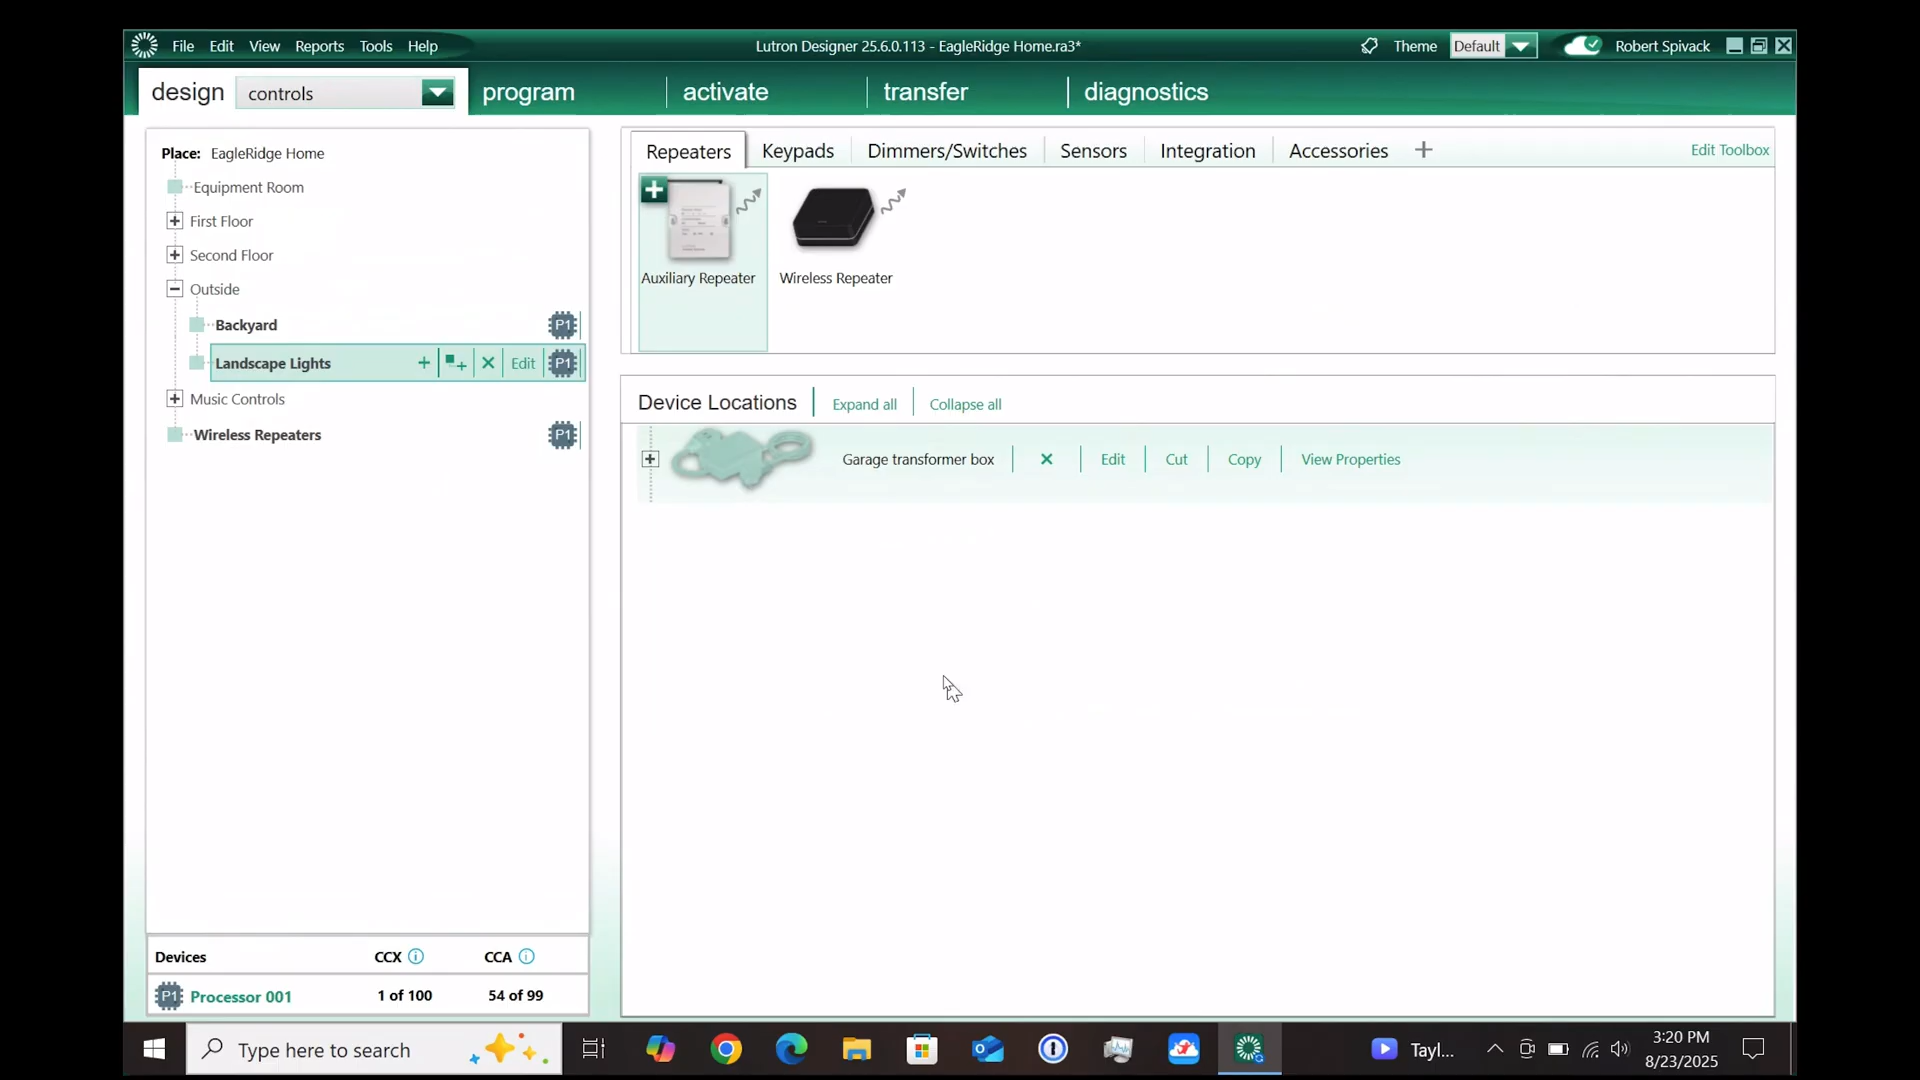 File Edit View Reports Tools Help
Lutron Designer 25.6.0.113 - EagleRidge Home.ra3*
Theme Default Robert Spivack
design controls program activate transfer diagnostics
Place: EagleRidge Home
Equipment Room
First Floor
Second Floor
Outside
Backyard P1
Landscape Lights Edit P1
Music Controls
Wireless Repeaters P1
Devices CCX CCA
P1 Processor 001 1 of 100 54 of 99
Repeaters Keypads Dimmers/Switches Sensors Integration Accessories Edit Toolbox
Auxiliary Repeater Wireless Repeater
Device Locations Expand all Collapse all
Garage transformer box Edit Cut Copy View Properties
Type here to search
Tayl...
3:20 PM
8/23/2025